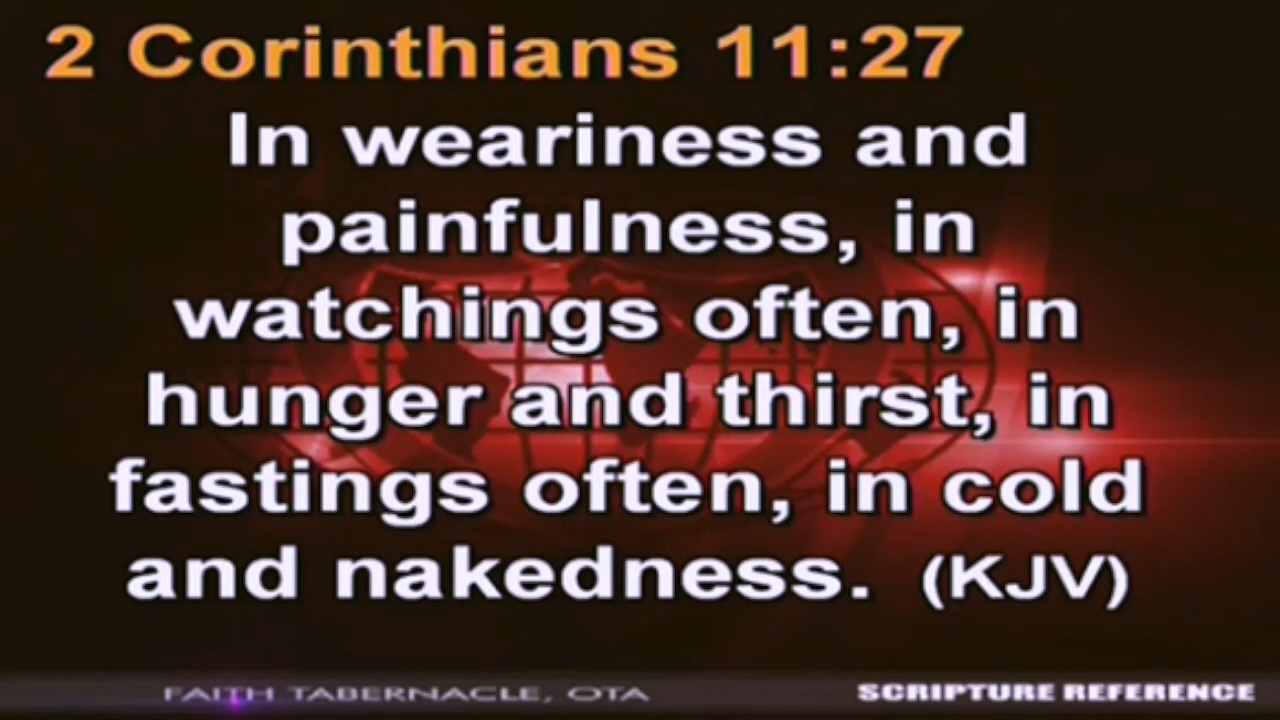 2 Corinthians 11:27
In weariness and
painfulness, in
watchings often, in
hunger and thirst, in
fastings often, in cold
and nakedness. (KJV)
FAITH TABERNACLE, OTA
SCRIPTURE REFERENCE